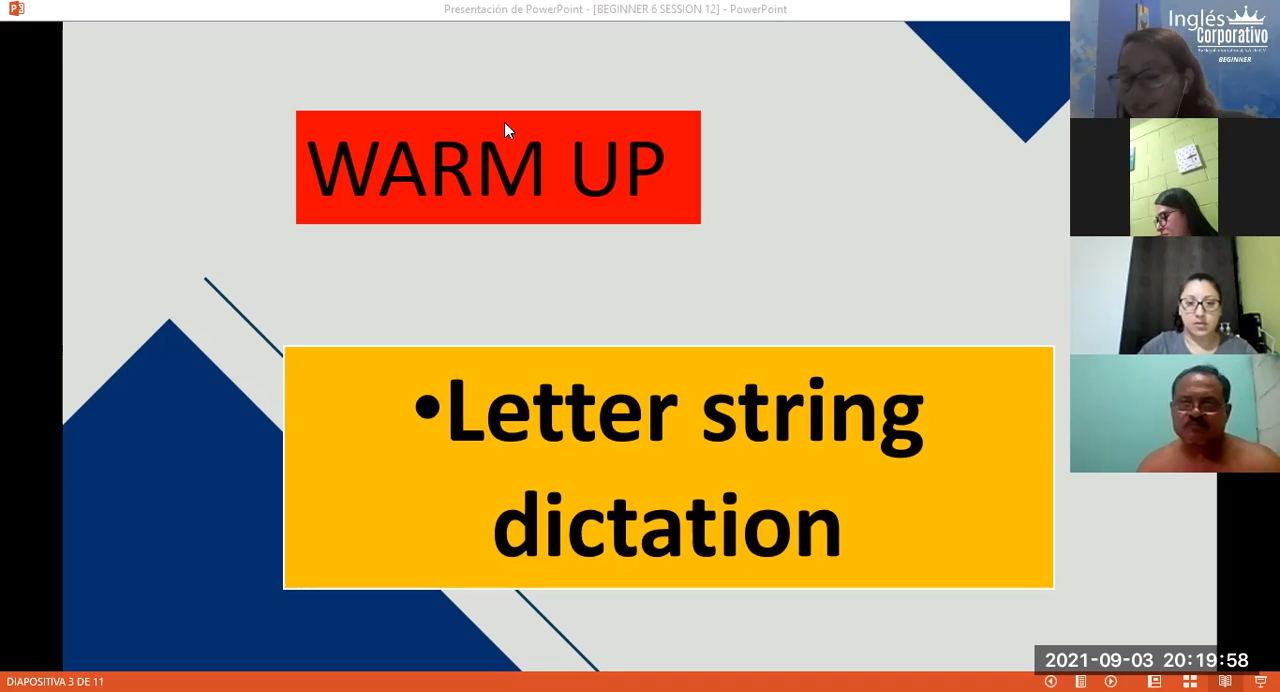 Presentación de PowerPoint - [BEGINNER 6 SESSION 12] - PowerPoint
Inglés
Corporativo
BEGINNER
WARM UP
•Letter string
dictation
2021-09-03 20:19:58
DIAPOSITIVA 3 DE 11